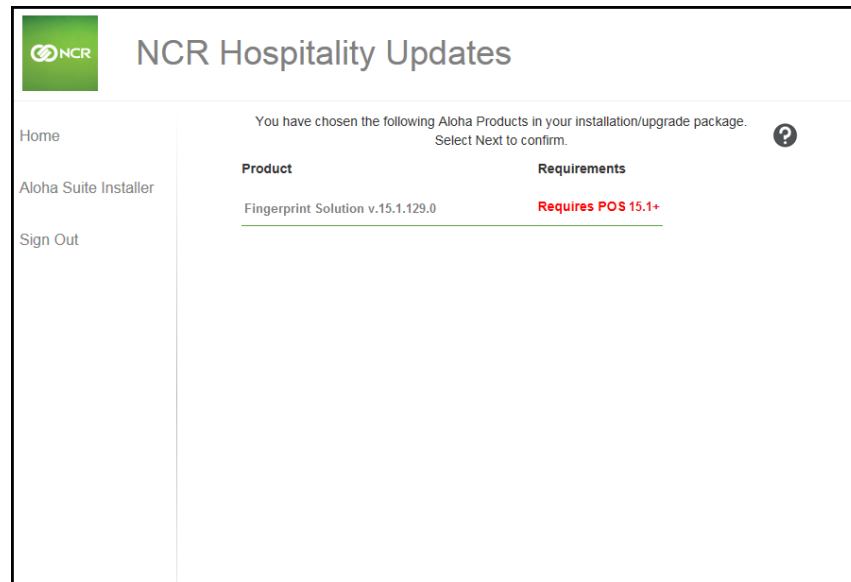 NCR
NCR Hospitality Updates
Home
Aloha Suite Installer
Sign Out
You have chosen the following Aloha Products in your installation/upgrade package.
Select Next to confirm.
?
Product Requirements
Fingerprint Solution v.15.1.129.0 Requires POS 15.1+